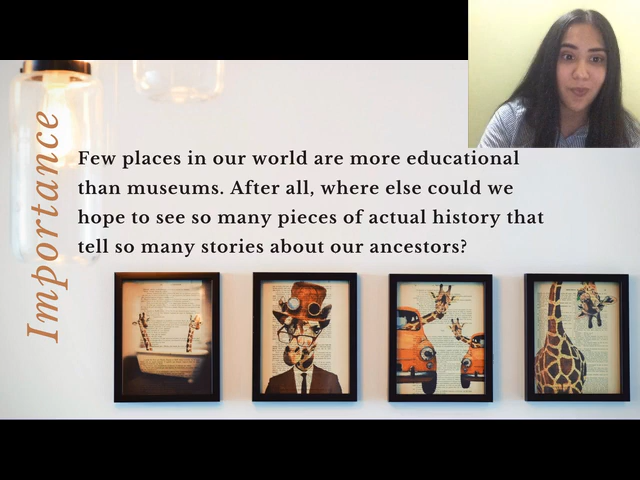 Importance
Few places in our world are more educational
than museums. After all, where else could we
hope to see so many pieces of actual history that
tell so many stories about our ancestors?